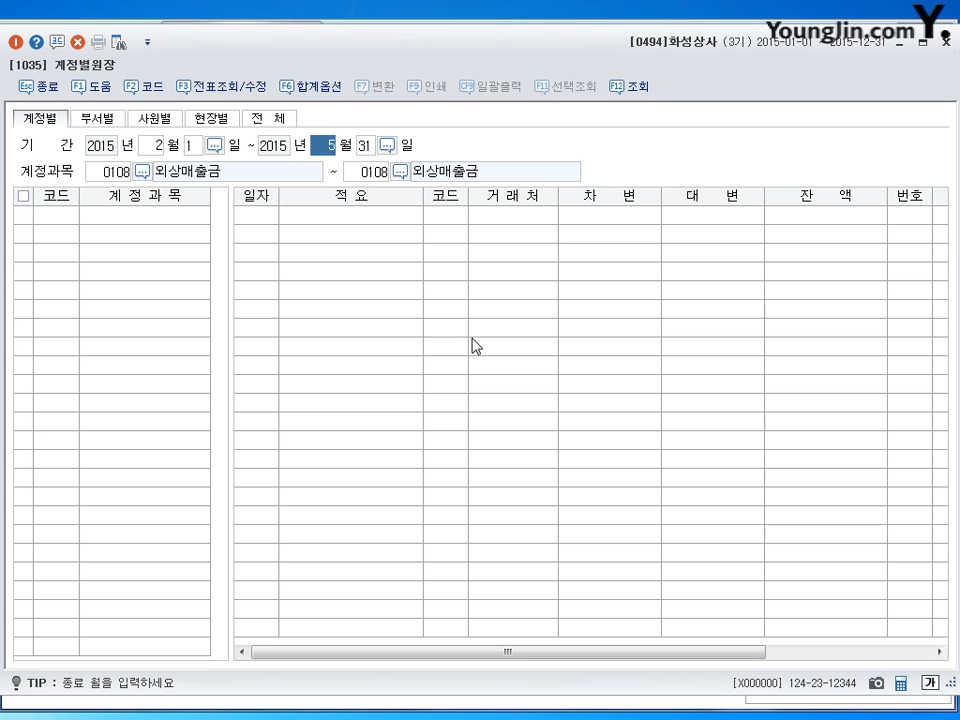 Younglin.com Y.
[0494]화성상사 (3기) 2015-01-01 ~ 2015-12-31
[1035] 계정별원장
Esc 종료 F1 도움 F2 코드 F3 전표조회/수정 F6 합계옵션 F7 변환 F9 인쇄 CF9 일괄출력 F11 선택조회 F12 조회
계정별 부서별 사원별 현장별 전 체
기 간 2015 년 2 월 1 일 ~ 2015 년 5 월 31 일
계정과목 0108 외상매출금 ~ 0108 외상매출금
코드 계 정 과 목 일자 적 요 코드 거 래 처 차 변 대 변 잔 액 번호
TIP : 종료 월을 입력하세요 [X000000] 124-23-12344 가